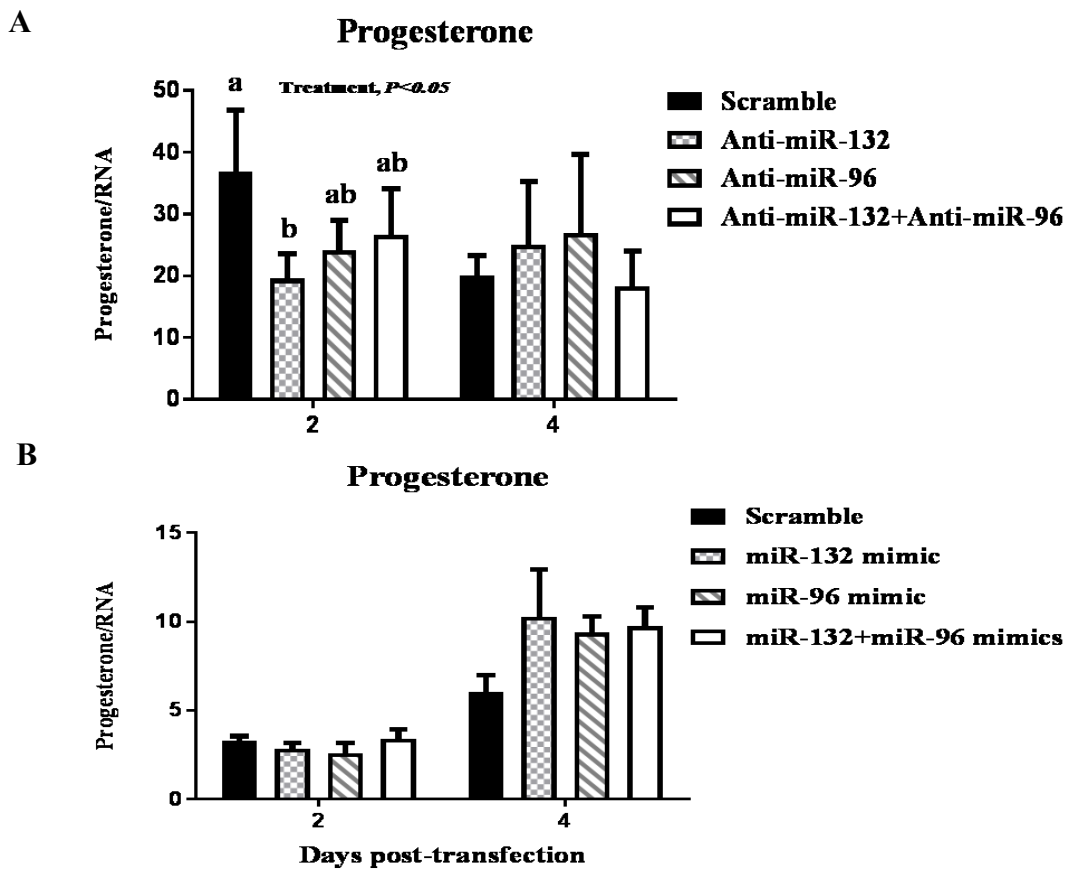 A
Progesterone
a
Treatment, P<0.05
b
ab
ab
Progesterone/RNA
50
40
30
20
10
0
2
4
Scramble
Anti-miR-132
Anti-miR-96
Anti-miR-132+Anti-miR-96
B
Progesterone
Progesterone/RNA
15
10
5
0
2
4
Days post-transfection
Scramble
miR-132 mimic
miR-96 mimic
miR-132+miR-96 mimics